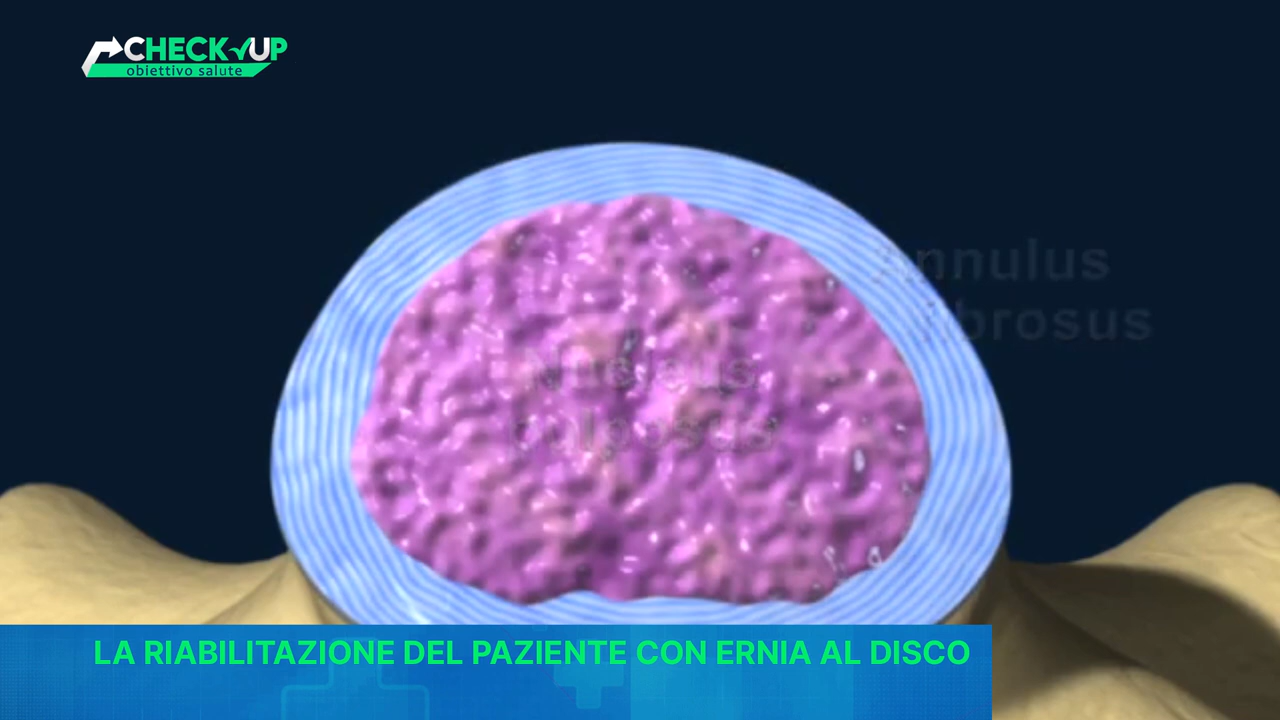 CHECK UP
obiettivo salute
Annulus
fibrosus
Nucleus
pulposus
LA RIABILITAZIONE DEL PAZIENTE CON ERNIA AL DISCO